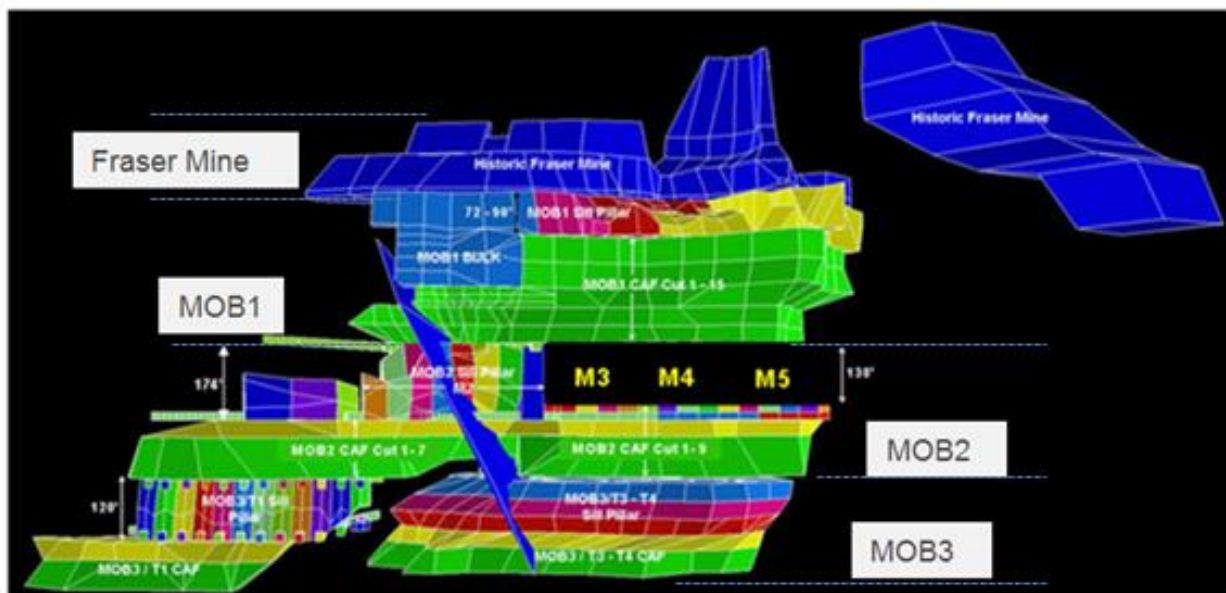 Historic Fraser Mine
Fraser Mine
Historic Fraser Mine
72 - 90'
MOB1 Sill Pillar
MOB1 BULK
MOB1 CAF Cut 1 - 15
MOB1
174'
MOB2 Sill Pillar
M3 M4 M5
130'
MOB2 CAF Cut 1 - 7
MOB2 CAF Cut 1 - 9
MOB2
MOB3/T1 Sill
Pillar
120'
MOB3/T3 - T4
Sill Pillar
MOB3
MOB3 / T1 CAF
MOB3 / T3 - T4 CAF